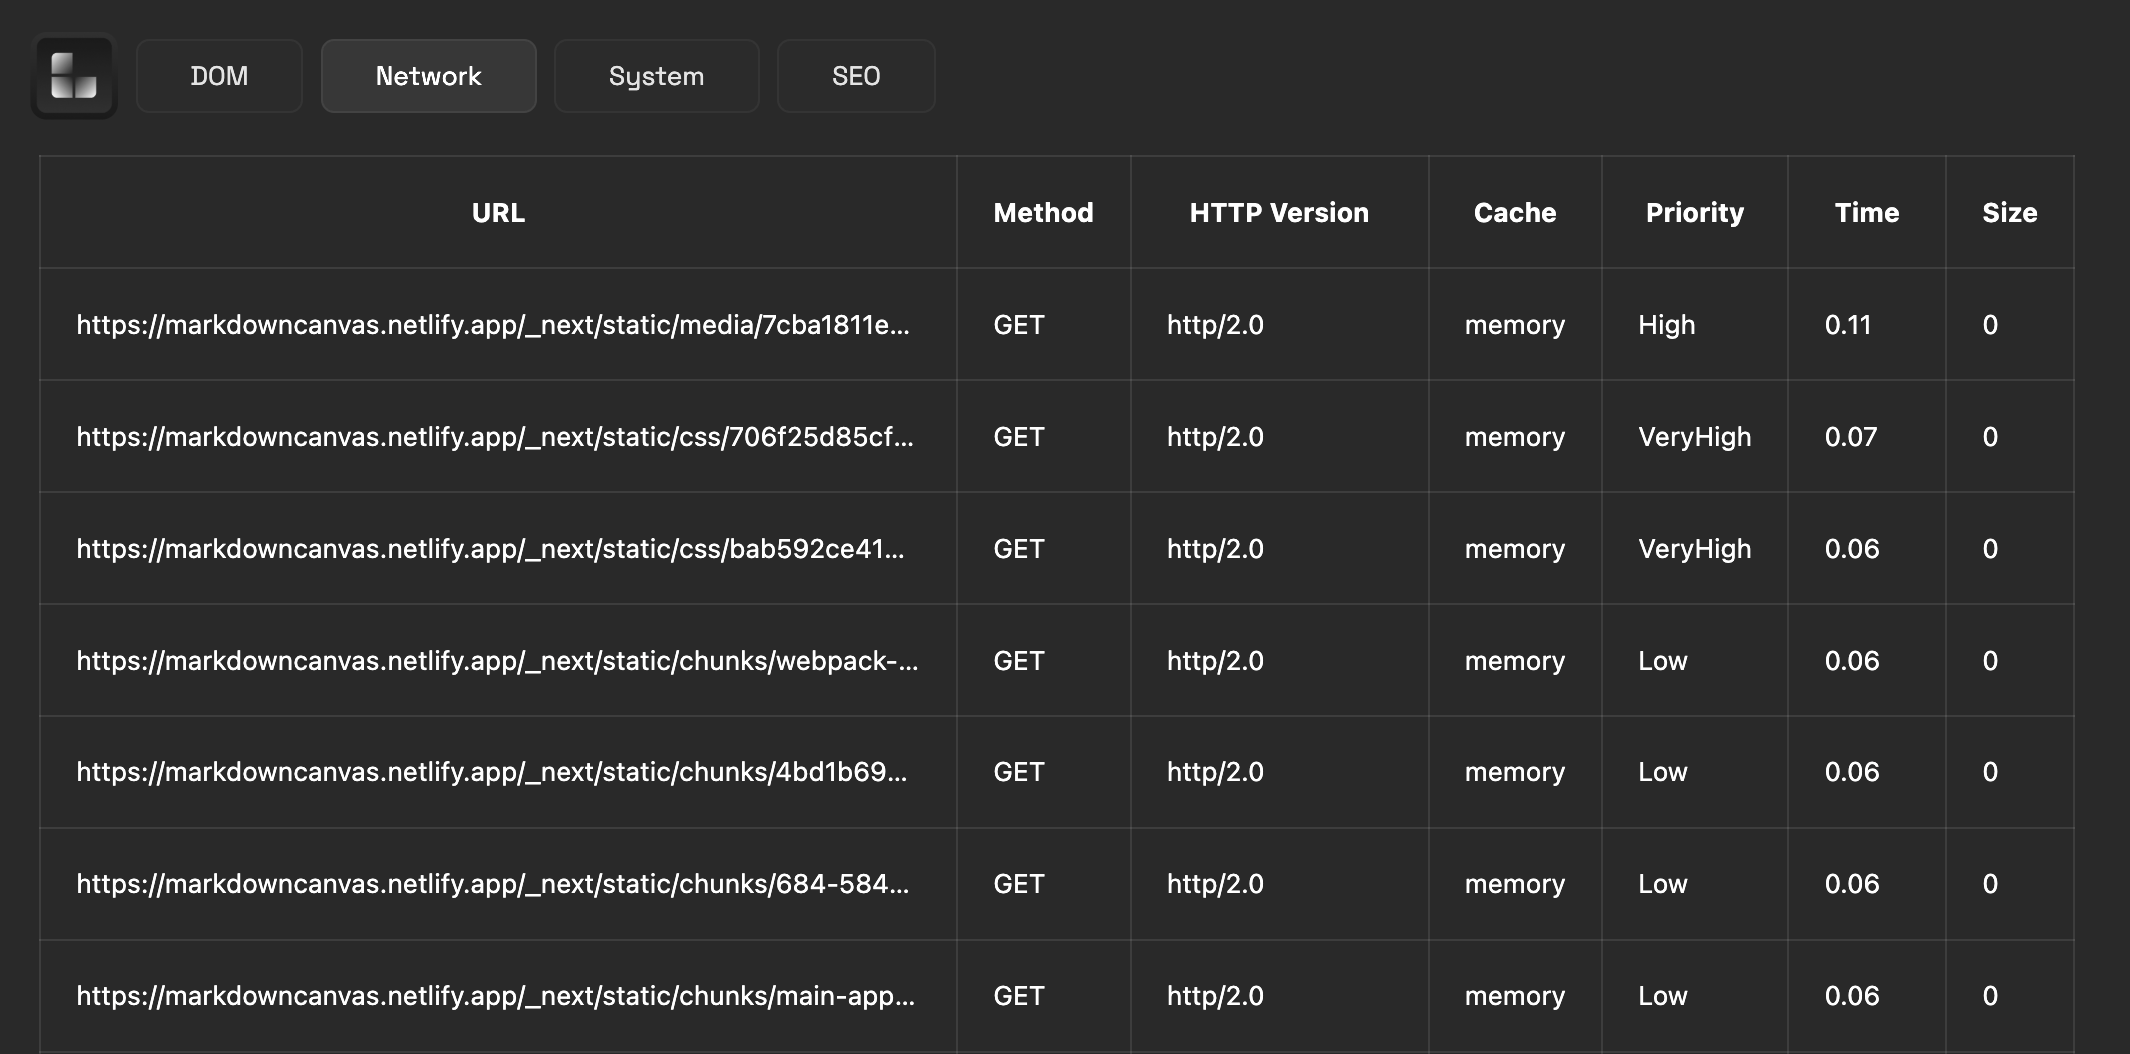 DOM Network System SEO
URL Method HTTP Version Cache Priority Time Size
https://markdowncanvas.netlify.app/_next/static/media/7cba1811e... GET http/2.0 memory High 0.11 0
https://markdowncanvas.netlify.app/_next/static/css/706f25d85cf... GET http/2.0 memory VeryHigh 0.07 0
https://markdowncanvas.netlify.app/_next/static/css/bab592ce41... GET http/2.0 memory VeryHigh 0.06 0
https://markdowncanvas.netlify.app/_next/static/chunks/webpack-... GET http/2.0 memory Low 0.06 0
https://markdowncanvas.netlify.app/_next/static/chunks/4bd1b69... GET http/2.0 memory Low 0.06 0
https://markdowncanvas.netlify.app/_next/static/chunks/684-584... GET http/2.0 memory Low 0.06 0
https://markdowncanvas.netlify.app/_next/static/chunks/main-app... GET http/2.0 memory Low 0.06 0